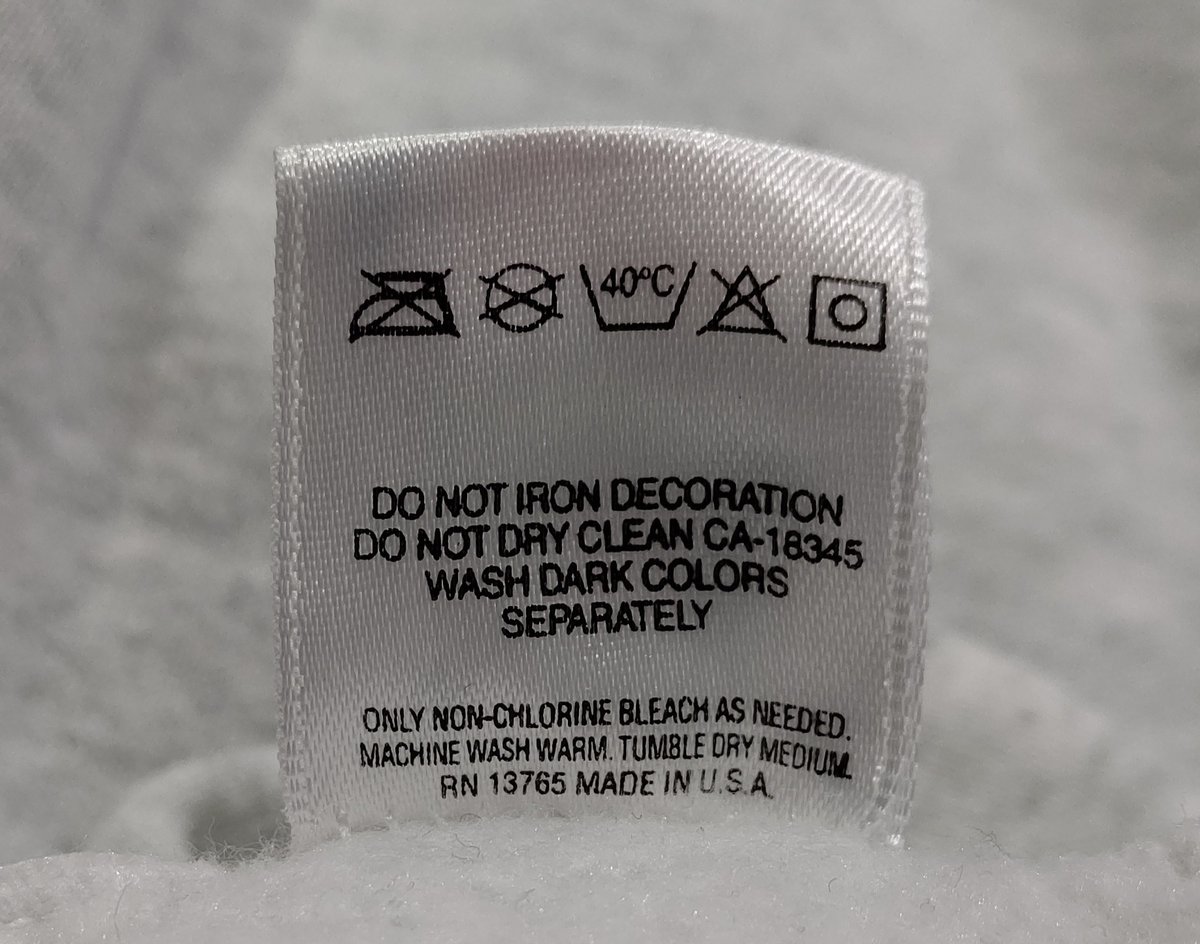 40ºC
DO NOT IRON DECORATION
DO NOT DRY CLEAN CA-18345
WASH DARK COLORS
SEPARATELY
ONLY NON-CHLORINE BLEACH AS NEEDED.
MACHINE WASH WARM. TUMBLE DRY MEDIUM.
RN 13765 MADE IN U.S.A.